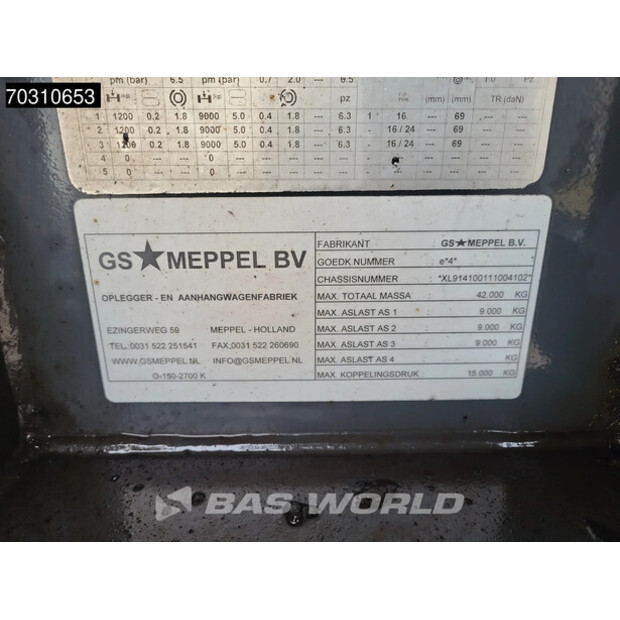 70310653
pm (bar) 6.5 pm (bar) 0.7 2.0 --- 6.5
pz F.P. TYPE (mm) (mm) TR (daN)
1 1200 0.2 1.8 9000 5.0 0.4 1.8 --- 6.3 1 16 --- 69
2 1200 0.2 1.8 9000 5.0 0.4 1.8 --- 6.3 16 / 24 --- 69
3 1200 0.2 1.8 9000 5.0 0.4 1.8 --- 6.3 16 / 24 --- 69
4 0 --- --- 0 --- --- --- --- --- --- --- ---
5 0 --- --- 0 --- --- --- --- --- --- --- ---
GS★MEPPEL BV
OPLEGGER - EN AANHANGWAGENFABRIEK
EZINGERWEG 59 MEPPEL - HOLLAND
TEL. 0031 522 251541 FAX;0031 522 260690
WWW.GSMEPPEL.NL INFO@GSMEPPEL.NL
O-150-2700 K
FABRIKANT : GS★MEPPEL B.V.
GOEDK NUMMER : e*4*
CHASSISNUMMER : *XL914100111004102*
MAX. TOTAAL MASSA : 42.000 KG
MAX. ASLAST AS 1 : 9.000 KG
MAX. ASLAST AS 2 : 9.000 KG
MAX. ASLAST AS 3 : 9.000 KG
MAX. ASLAST AS 4 : KG
MAX. KOPPELINGSDRUK : 15.000 KG
BAS WORLD